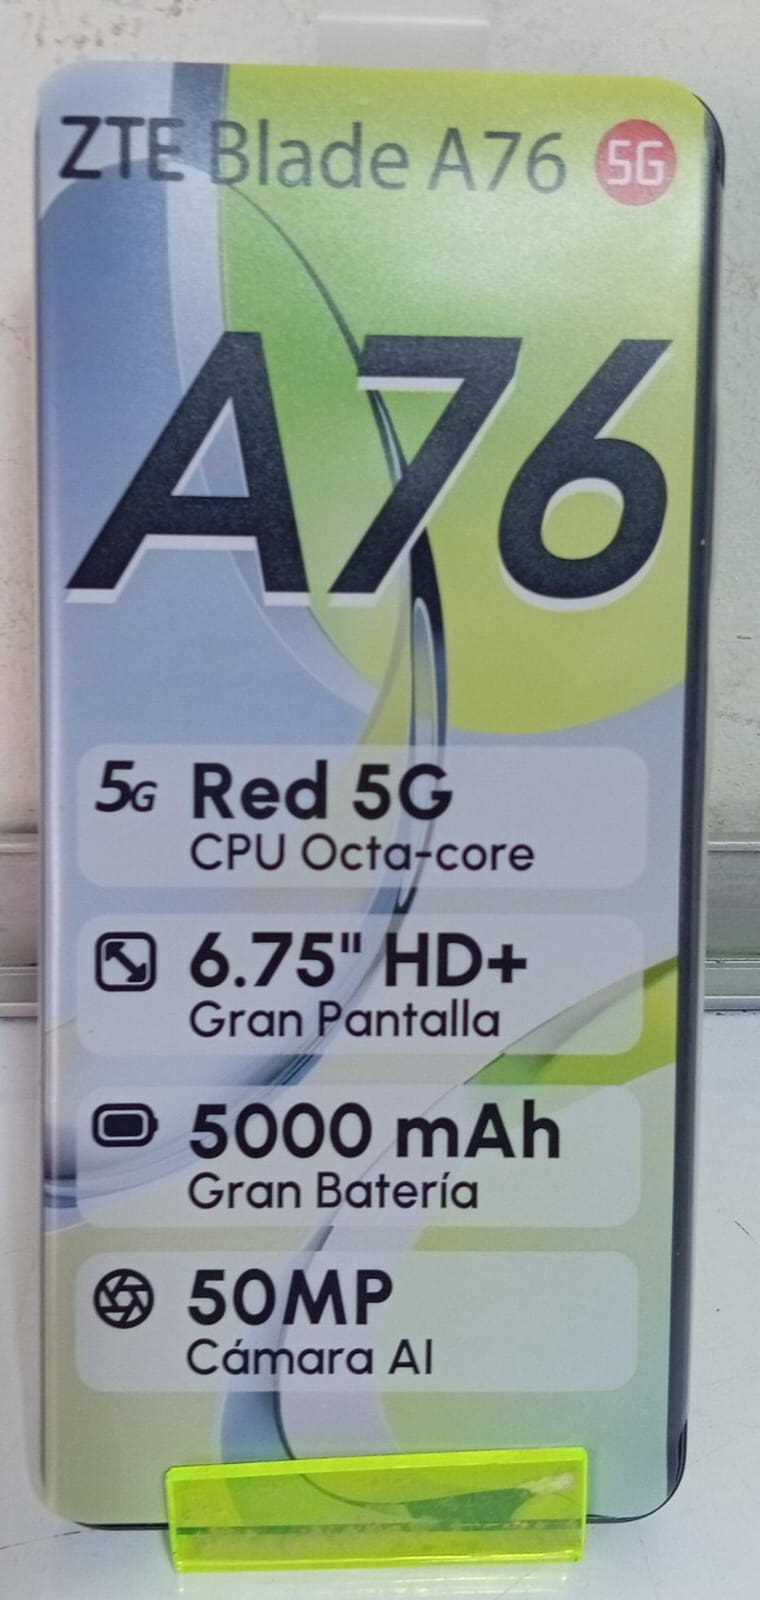 ZTE Blade A76 5G
A76
5G Red 5G
CPU Octa-core
6.75" HD+
Gran Pantalla
5000 mAh
Gran Batería
50MP
Cámara AI